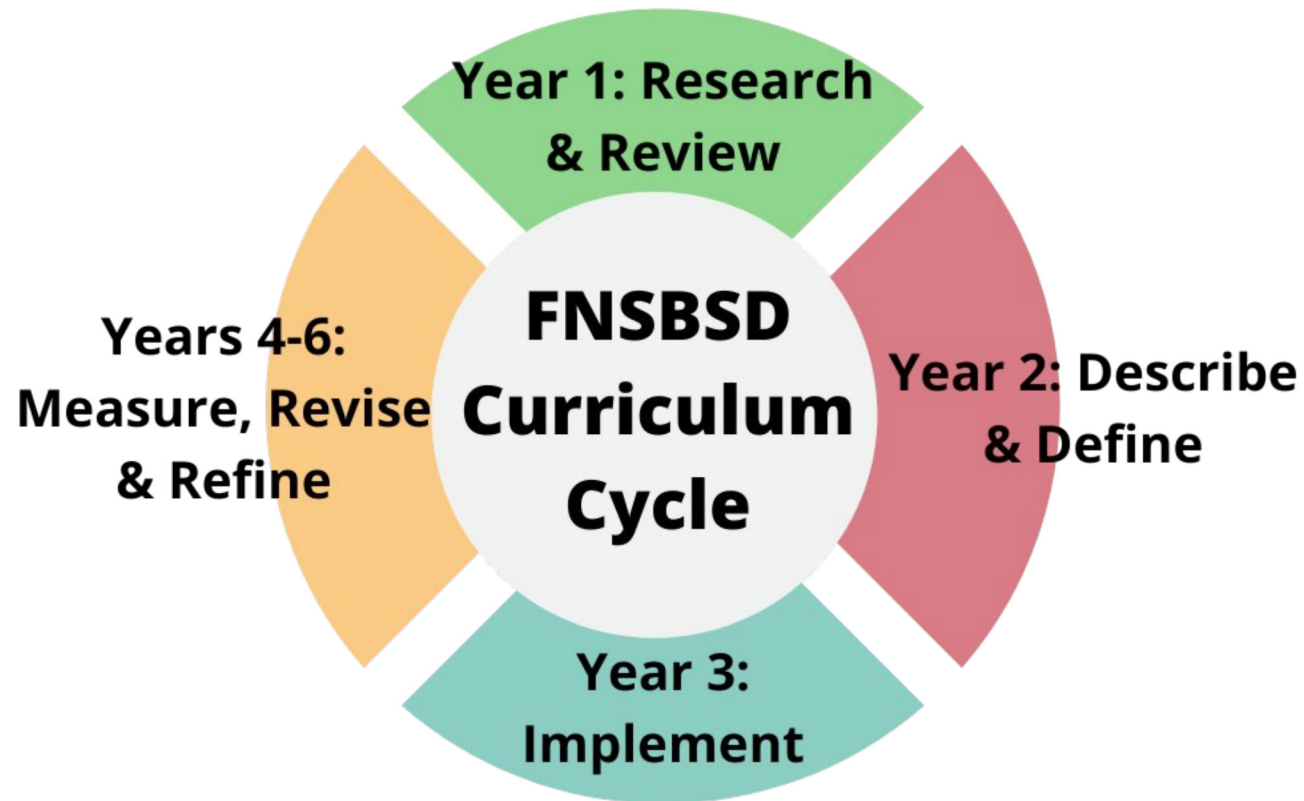 Year 1: Research
& Review
FNSBSD
Curriculum
Cycle
Year 2: Describe
& Define
Year 3:
Implement
Years 4-6:
Measure, Revise
& Refine